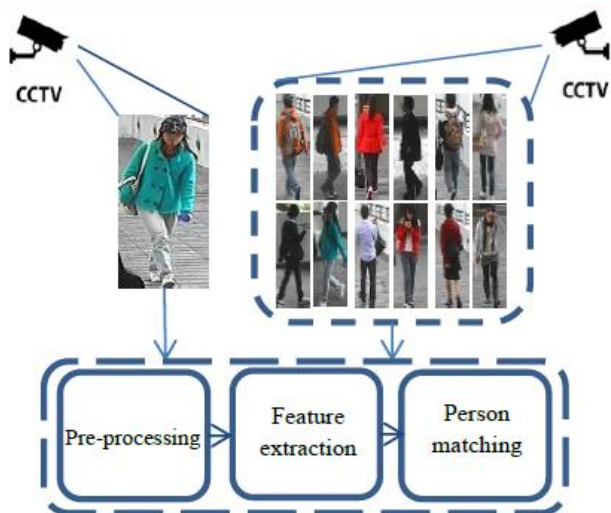 CCTV
CCTV
Pre-processing
Feature
extraction
Person
matching